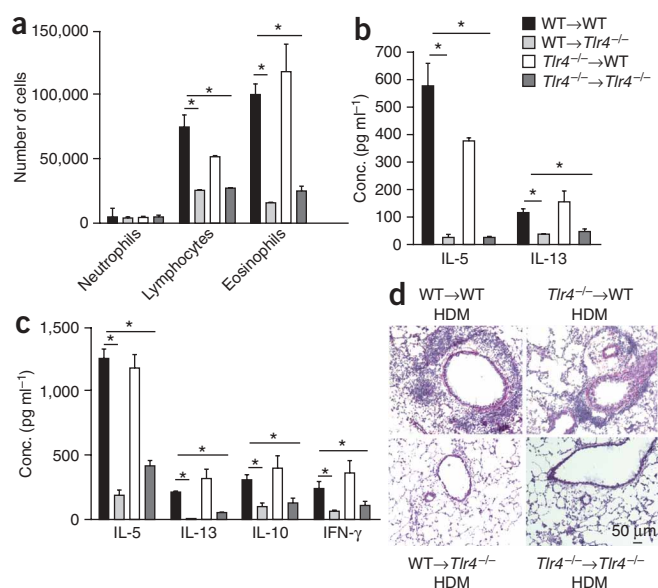 a
150,000
100,000
50,000
0
Number of cells
*
*
*
*
Neutrophils
Lymphocytes
Eosinophils
b
WT→WT
WT→Tlr4–/–
Tlr4–/–→WT
Tlr4–/–→Tlr4–/–
700
600
500
400
300
200
100
0
Conc. (pg ml–1)
*
*
*
*
IL-5
IL-13
c
1,500
1,000
500
0
Conc. (pg ml–1)
*
*
*
*
*
*
*
*
IL-5
IL-13
IL-10
IFN-γ
d
WT→WT
HDM
Tlr4–/–→WT
HDM
50 μm
WT→Tlr4–/–
HDM
Tlr4–/–→Tlr4–/–
HDM